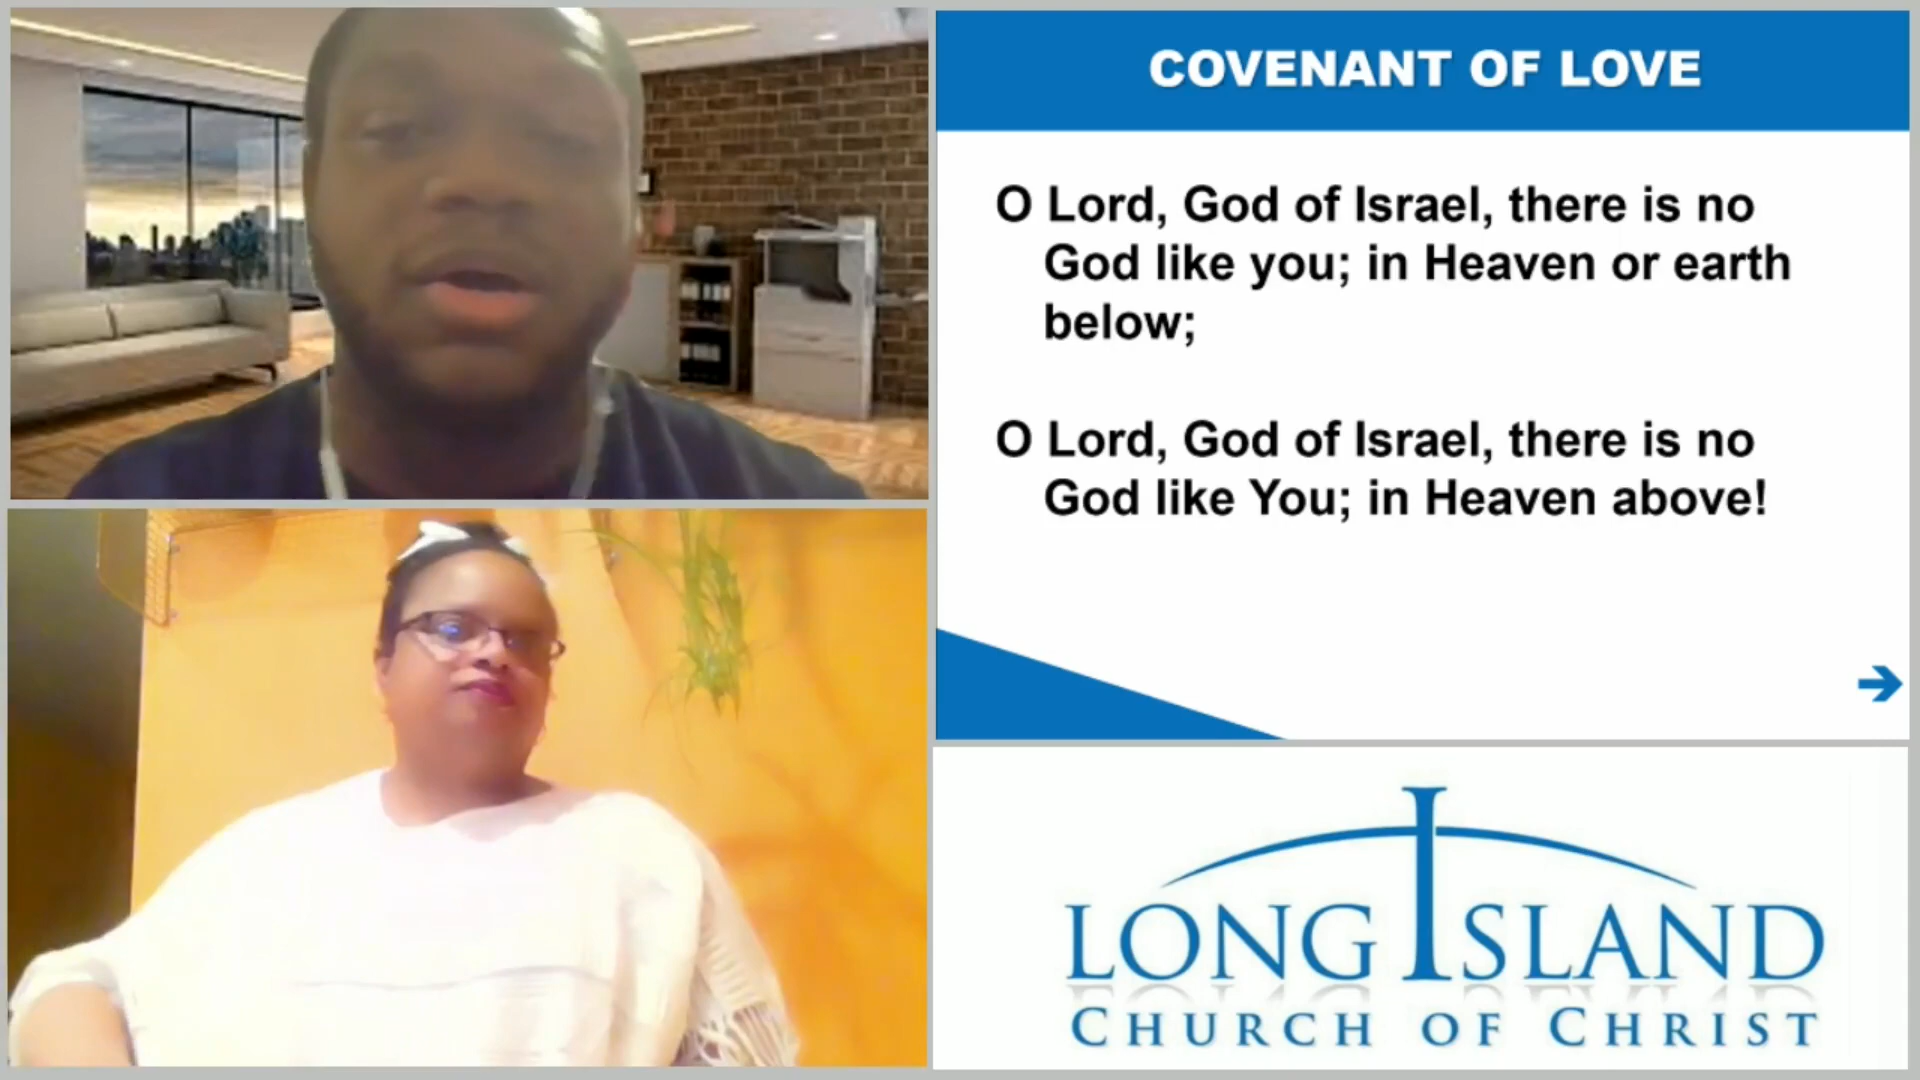 COVENANT OF LOVE
O Lord, God of Israel, there is no
God like you; in Heaven or earth
below;
O Lord, God of Israel, there is no
God like You; in Heaven above!
LONG ISLAND
CHURCH OF CHRIST